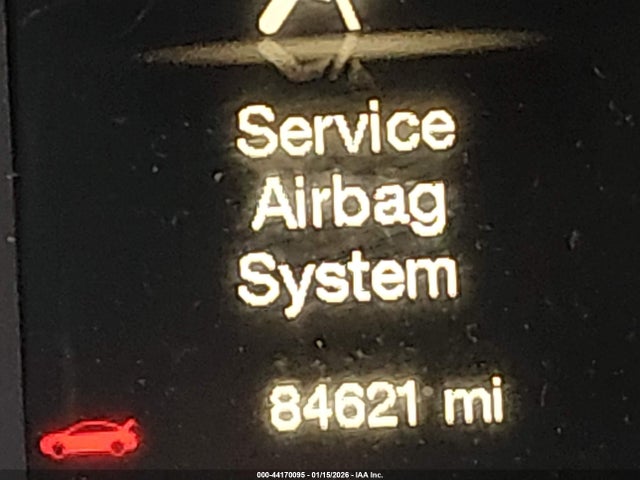 Service
Airbag
System
84621 mi
000-44170095 - 01/15/2026 - IAA Inc.